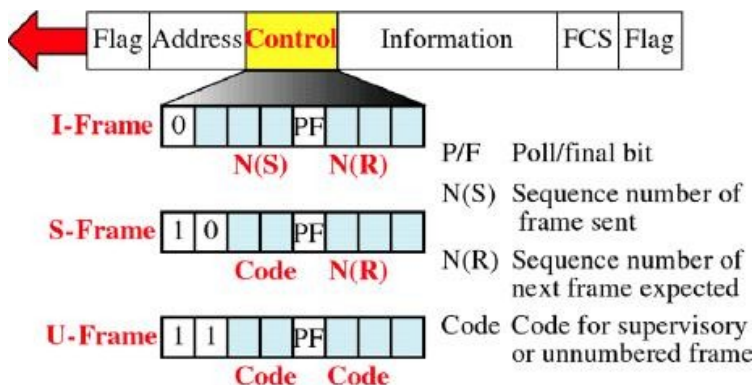 Flag Address Control Information FCS Flag
I-Frame 0 PF
N(S) N(R)
S-Frame 1 0 PF
Code N(R)
U-Frame 1 1 PF
Code Code
P/F Poll/final bit
N(S) Sequence number of
frame sent
N(R) Sequence number of
next frame expected
Code Code for supervisory
or unnumbered frame